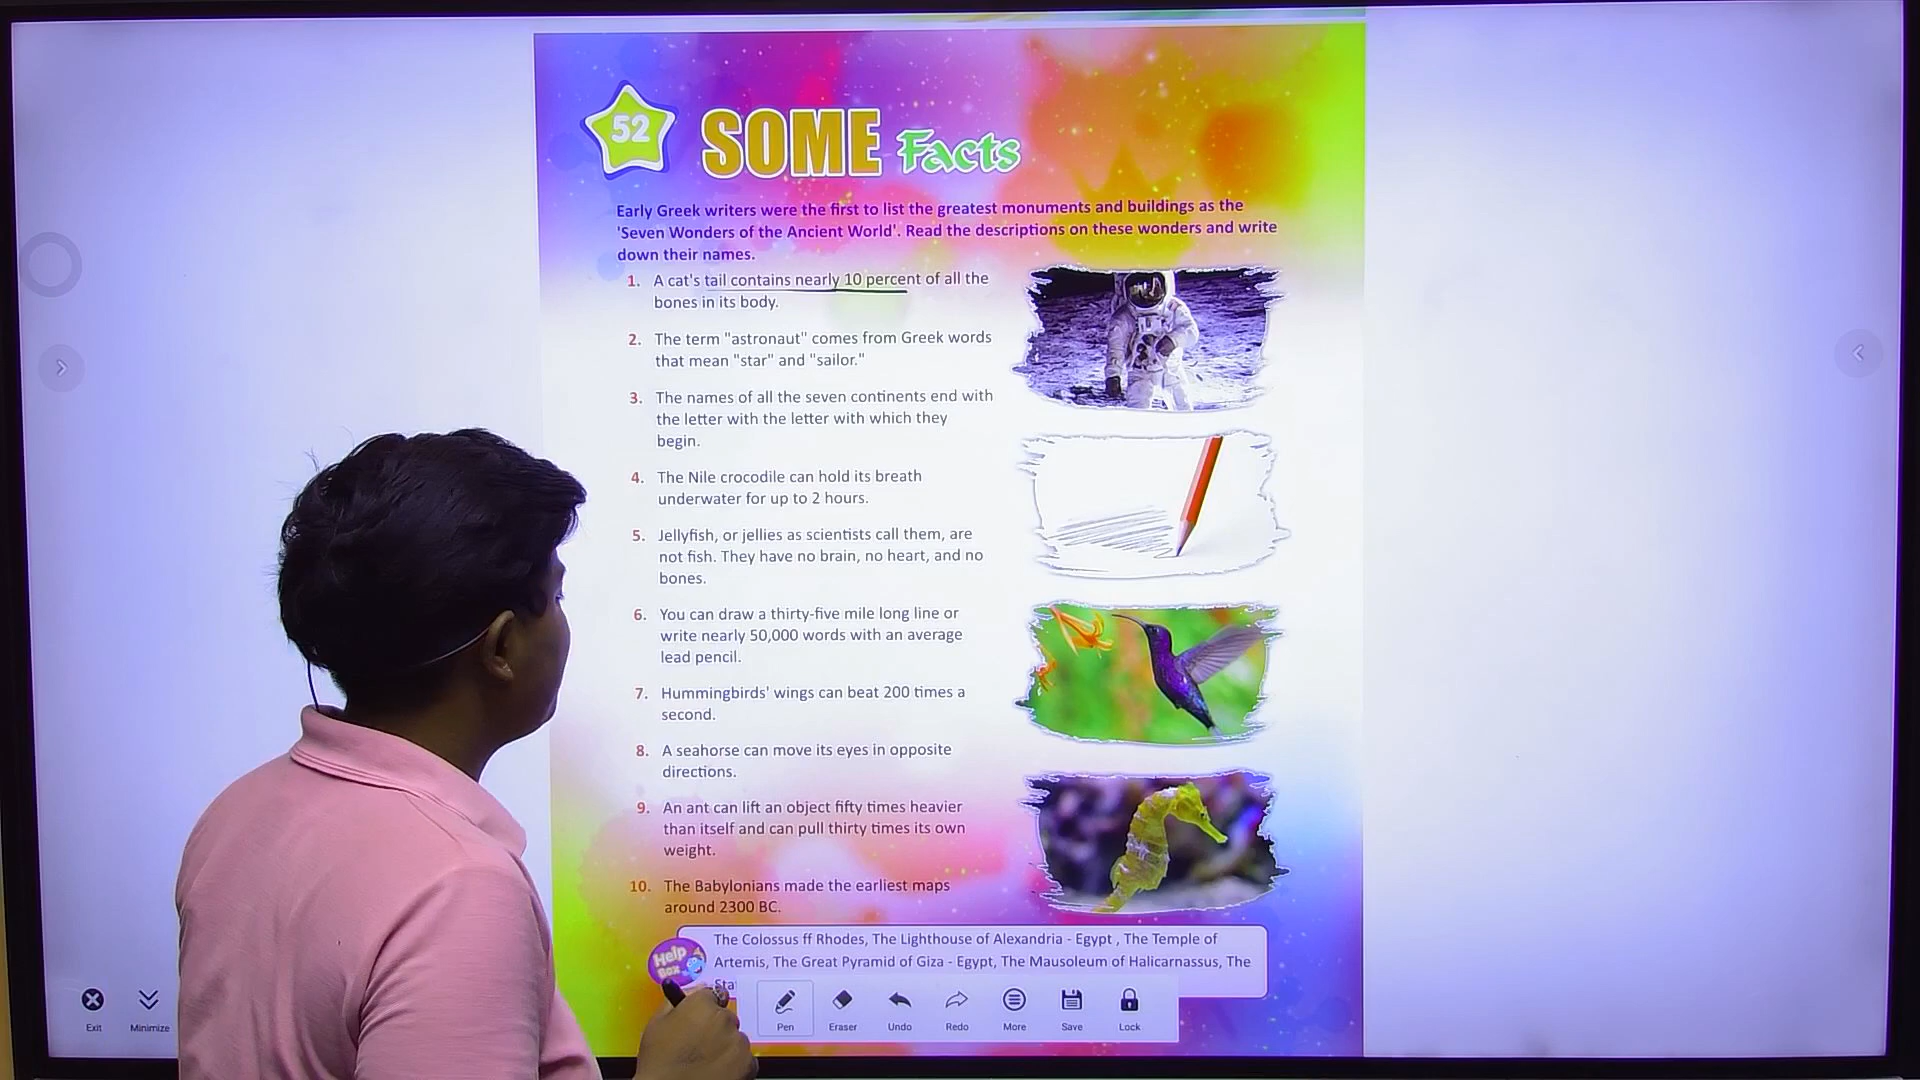 52
SOME Facts
Early Greek writers were the first to list the greatest monuments and buildings as the
'Seven Wonders of the Ancient World'. Read the descriptions on these wonders and write
down their names.
1. A cat's tail contains nearly 10 percent of all the
bones in its body.
2. The term "astronaut" comes from Greek words
that mean "star" and "sailor."
3. The names of all the seven continents end with
the letter with the letter with which they
begin.
4. The Nile crocodile can hold its breath
underwater for up to 2 hours.
5. Jellyfish, or jellies as scientists call them, are
not fish. They have no brain, no heart, and no
bones.
6. You can draw a thirty-five mile long line or
write nearly 50,000 words with an average
lead pencil.
7. Hummingbirds' wings can beat 200 times a
second.
8. A seahorse can move its eyes in opposite
directions.
9. An ant can lift an object fifty times heavier
than itself and can pull thirty times its own
weight.
10. The Babylonians made the earliest maps
around 2300 BC.
Help Box
The Colossus ff Rhodes, The Lighthouse of Alexandria - Egypt , The Temple of
Artemis, The Great Pyramid of Giza - Egypt, The Mausoleum of Halicarnassus, The
Exit Minimize Pen Eraser Undo Redo More Save Lock